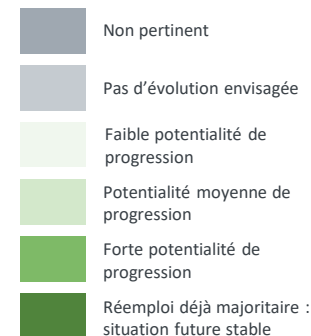 Non pertinent
Pas d’évolution envisagée
Faible potentialité de
progression
Potentialité moyenne de
progression
Forte potentialité de
progression
Réemploi déjà majoritaire :
situation future stable